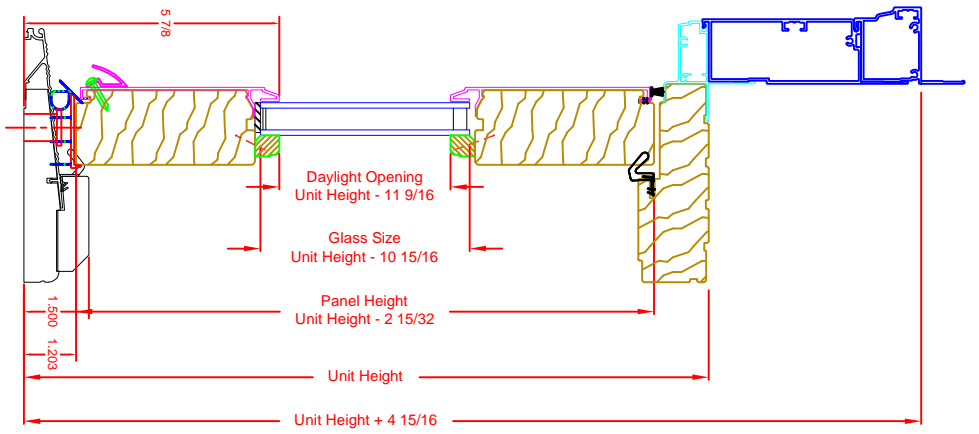 5 7/8
Daylight Opening
Unit Height - 11 9/16
Glass Size
Unit Height - 10 15/16
Panel Height
Unit Height - 2 15/32
1.500
1.203
Unit Height
Unit Height + 4 15/16